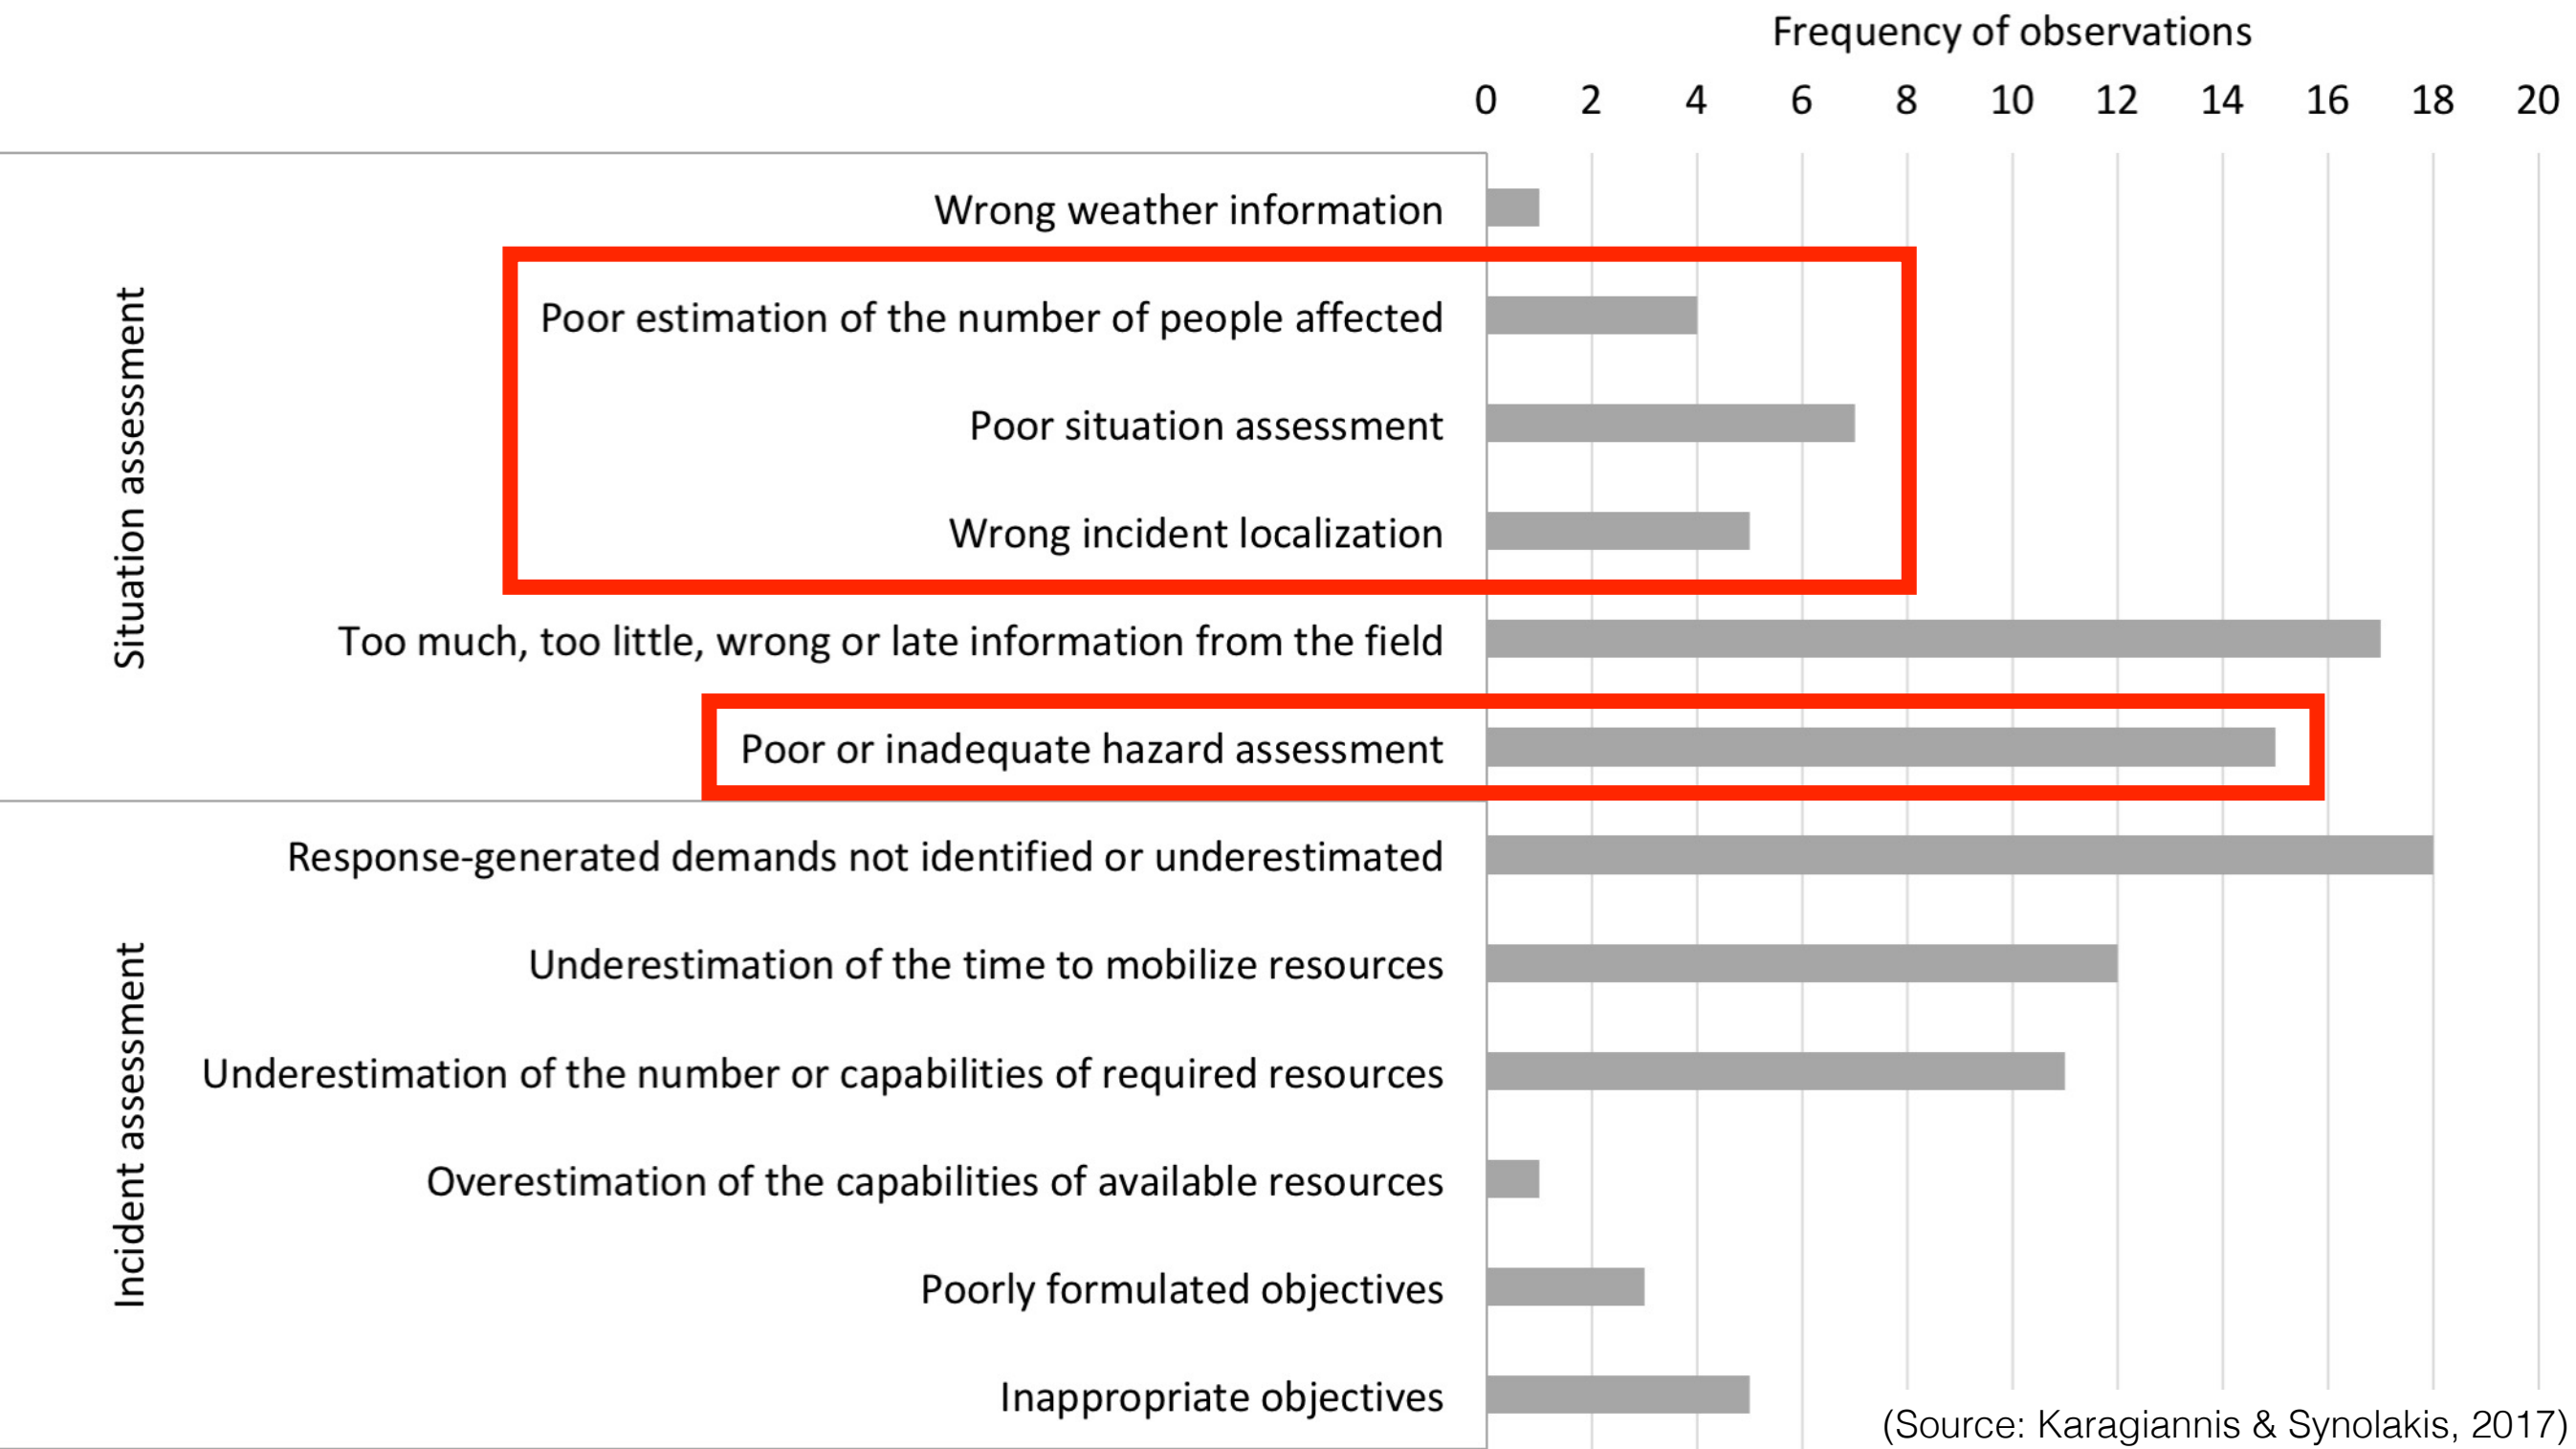 Frequency of observations
0 2 4 6 8 10 12 14 16 18 20
Situation assessment
Wrong weather information
Poor estimation of the number of people affected
Poor situation assessment
Wrong incident localization
Too much, too little, wrong or late information from the field
Poor or inadequate hazard assessment
Incident assessment
Response-generated demands not identified or underestimated
Underestimation of the time to mobilize resources
Underestimation of the number or capabilities of required resources
Overestimation of the capabilities of available resources
Poorly formulated objectives
Inappropriate objectives
(Source: Karagiannis & Synolakis, 2017)